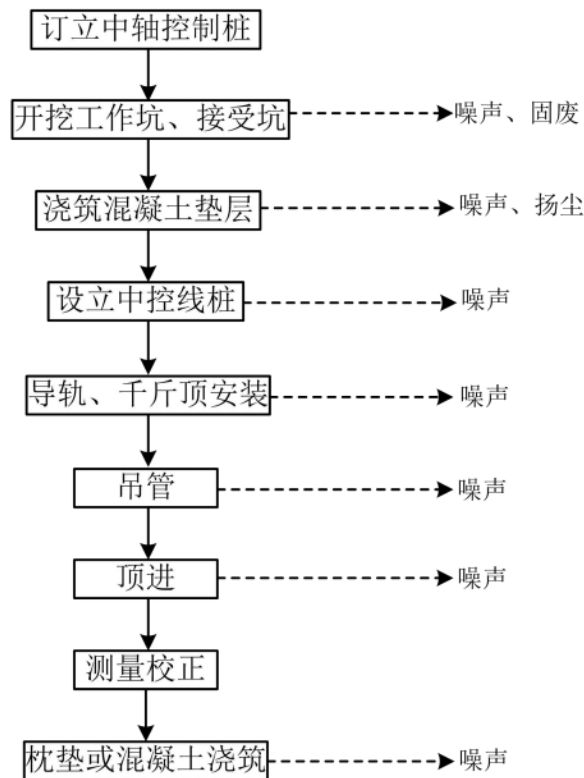 订立中轴控制桩
开挖工作坑、接受坑
噪声、固废
浇筑混凝土垫层
噪声、扬尘
设立中控线桩
噪声
导轨、千斤顶安装
噪声
吊管
噪声
顶进
噪声
测量校正
枕垫或混凝土浇筑
噪声